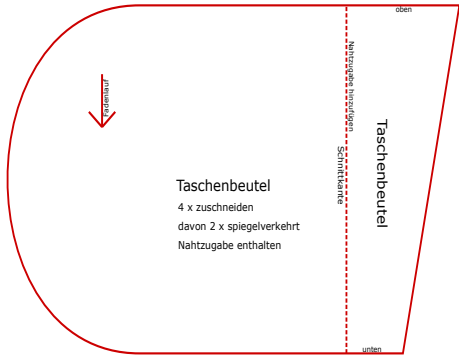 oben
Fadenlauf
Nahtzugabe hinzufügen
Schnittkante
Taschenbeutel
Taschenbeutel
4 x zuschneiden
davon 2 x spiegelverkehrt
Nahtzugabe enthalten
unten